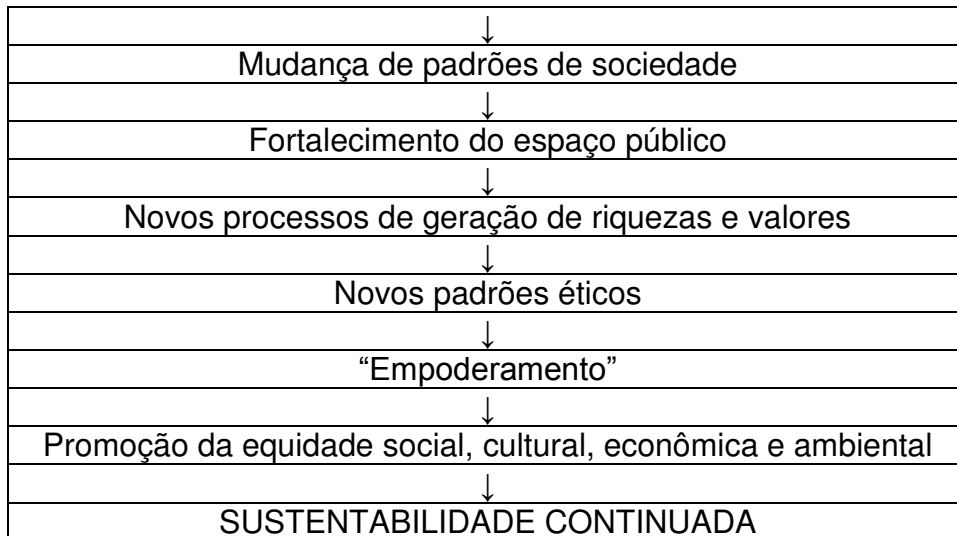 ↓
Mudança de padrões de sociedade
↓
Fortalecimento do espaço público
↓
Novos processos de geração de riquezas e valores
↓
Novos padrões éticos
↓
“Empoderamento”
↓
Promoção da equidade social, cultural, econômica e ambiental
↓
SUSTENTABILIDADE CONTINUADA